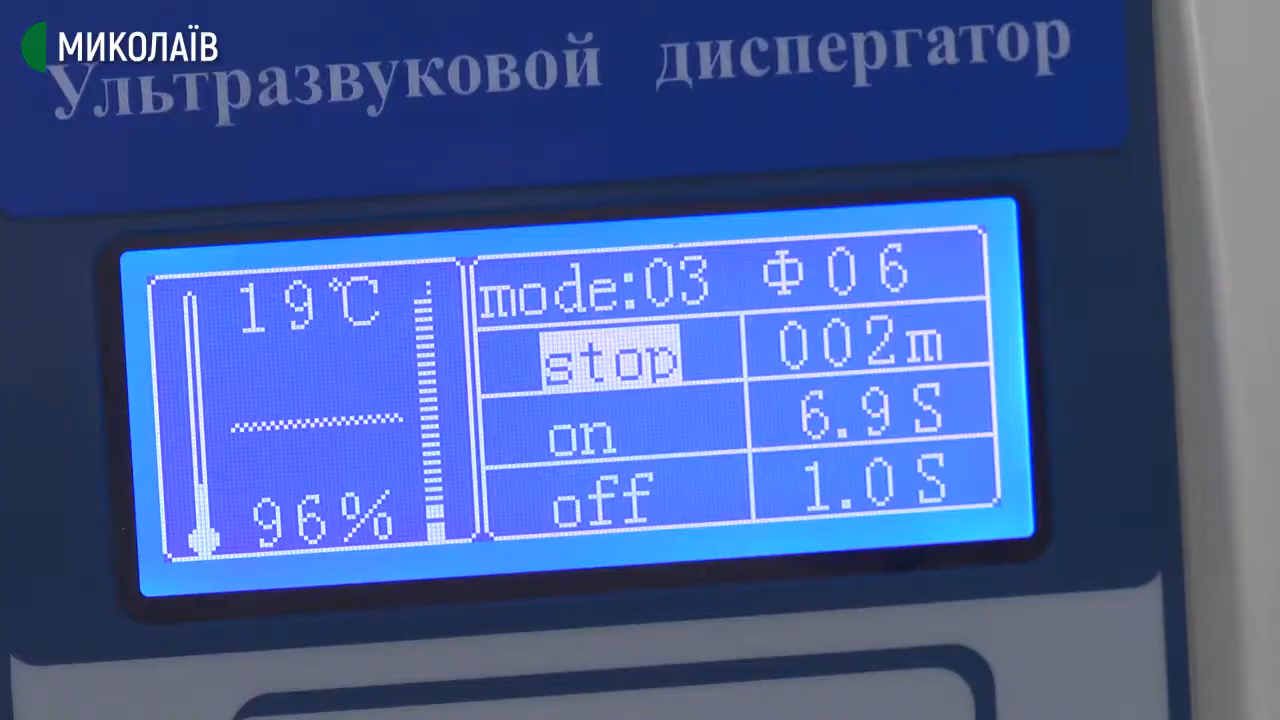 МИКОЛАЇВ
Ультразвуковой диспергатор
19℃
96%
mode:03 Ф06
stop 002m
on 6.9S
off 1.0S